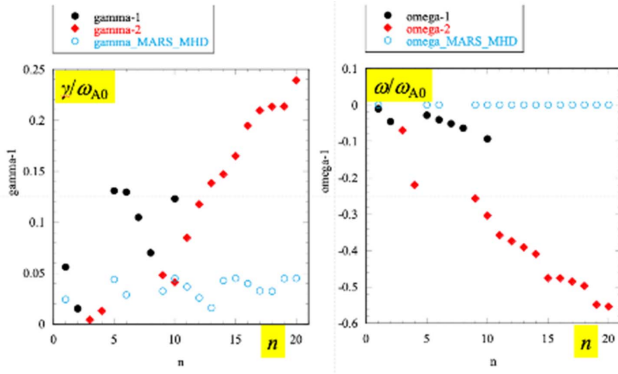 gamma-1
gamma-2
gamma_MARS_MHD
γ/ω_A0
0.25
0.2
0.15
0.1
0.05
0
gamma-1
0
5
10
15
20
n
n
omega-1
omega-2
omega_MARS_MHD
ω/ω_A0
0.1
0
-0.1
-0.2
-0.3
-0.4
-0.5
-0.6
omega-1
0
5
10
15
20
n
n